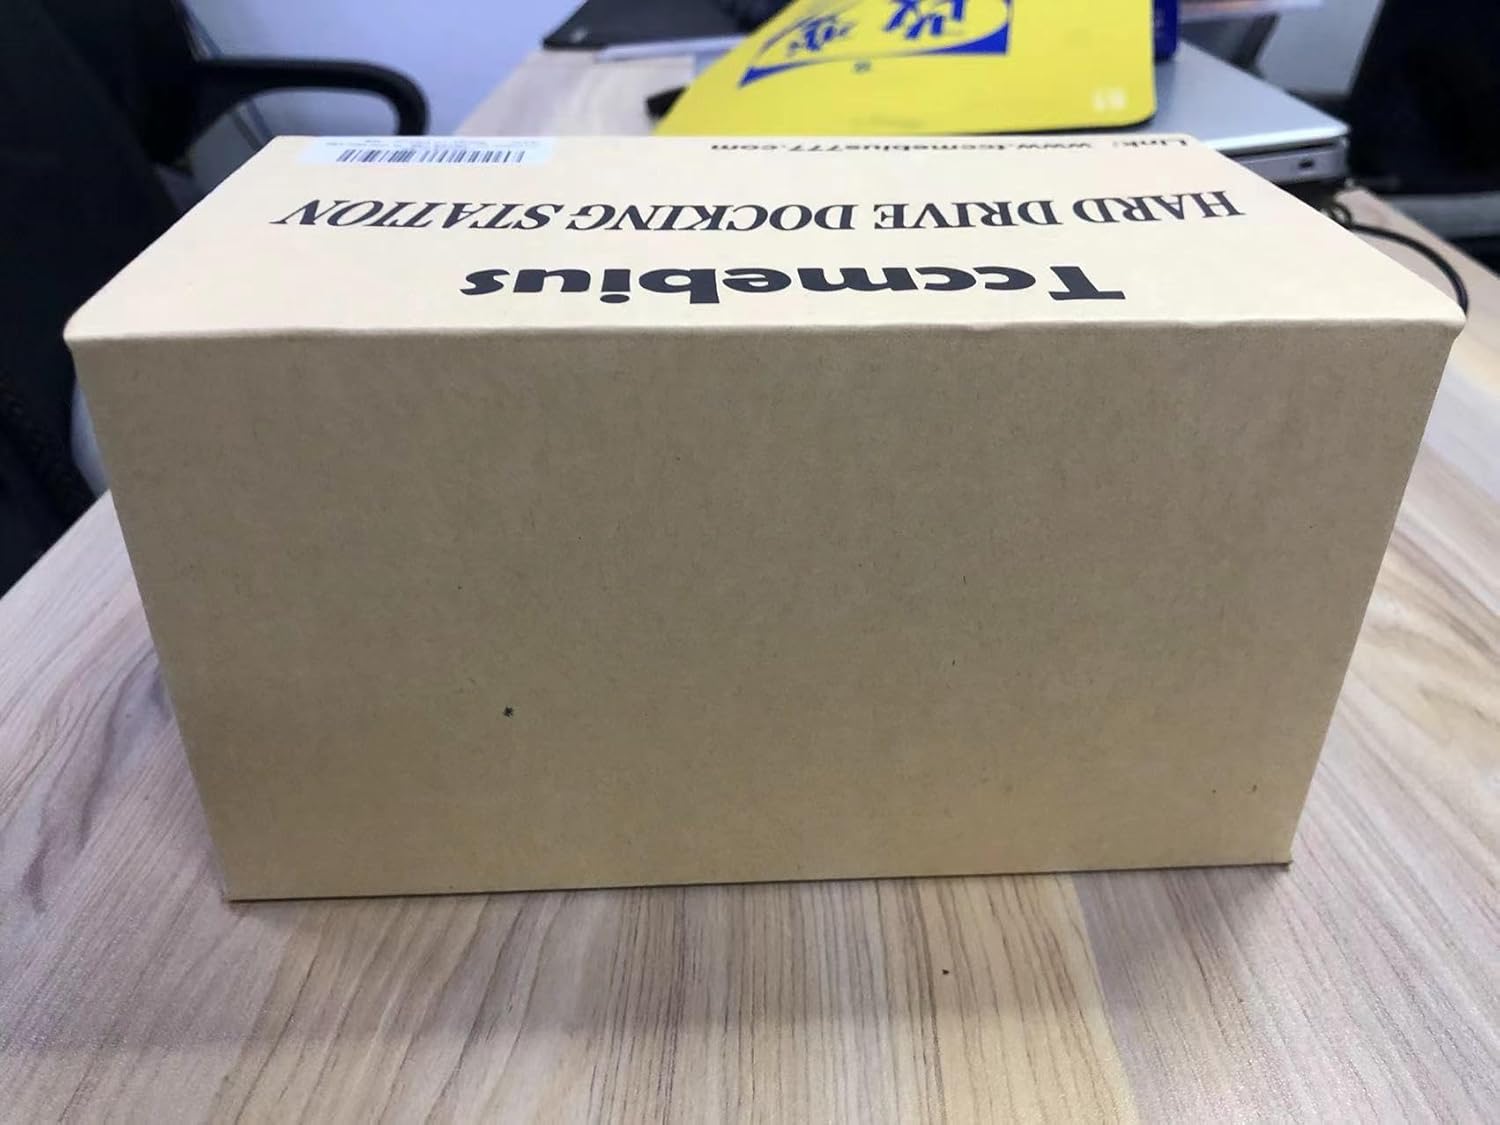 Tccmebius
HARD DRIVE DOCKING STATION
Link: www.tccmebius777.com